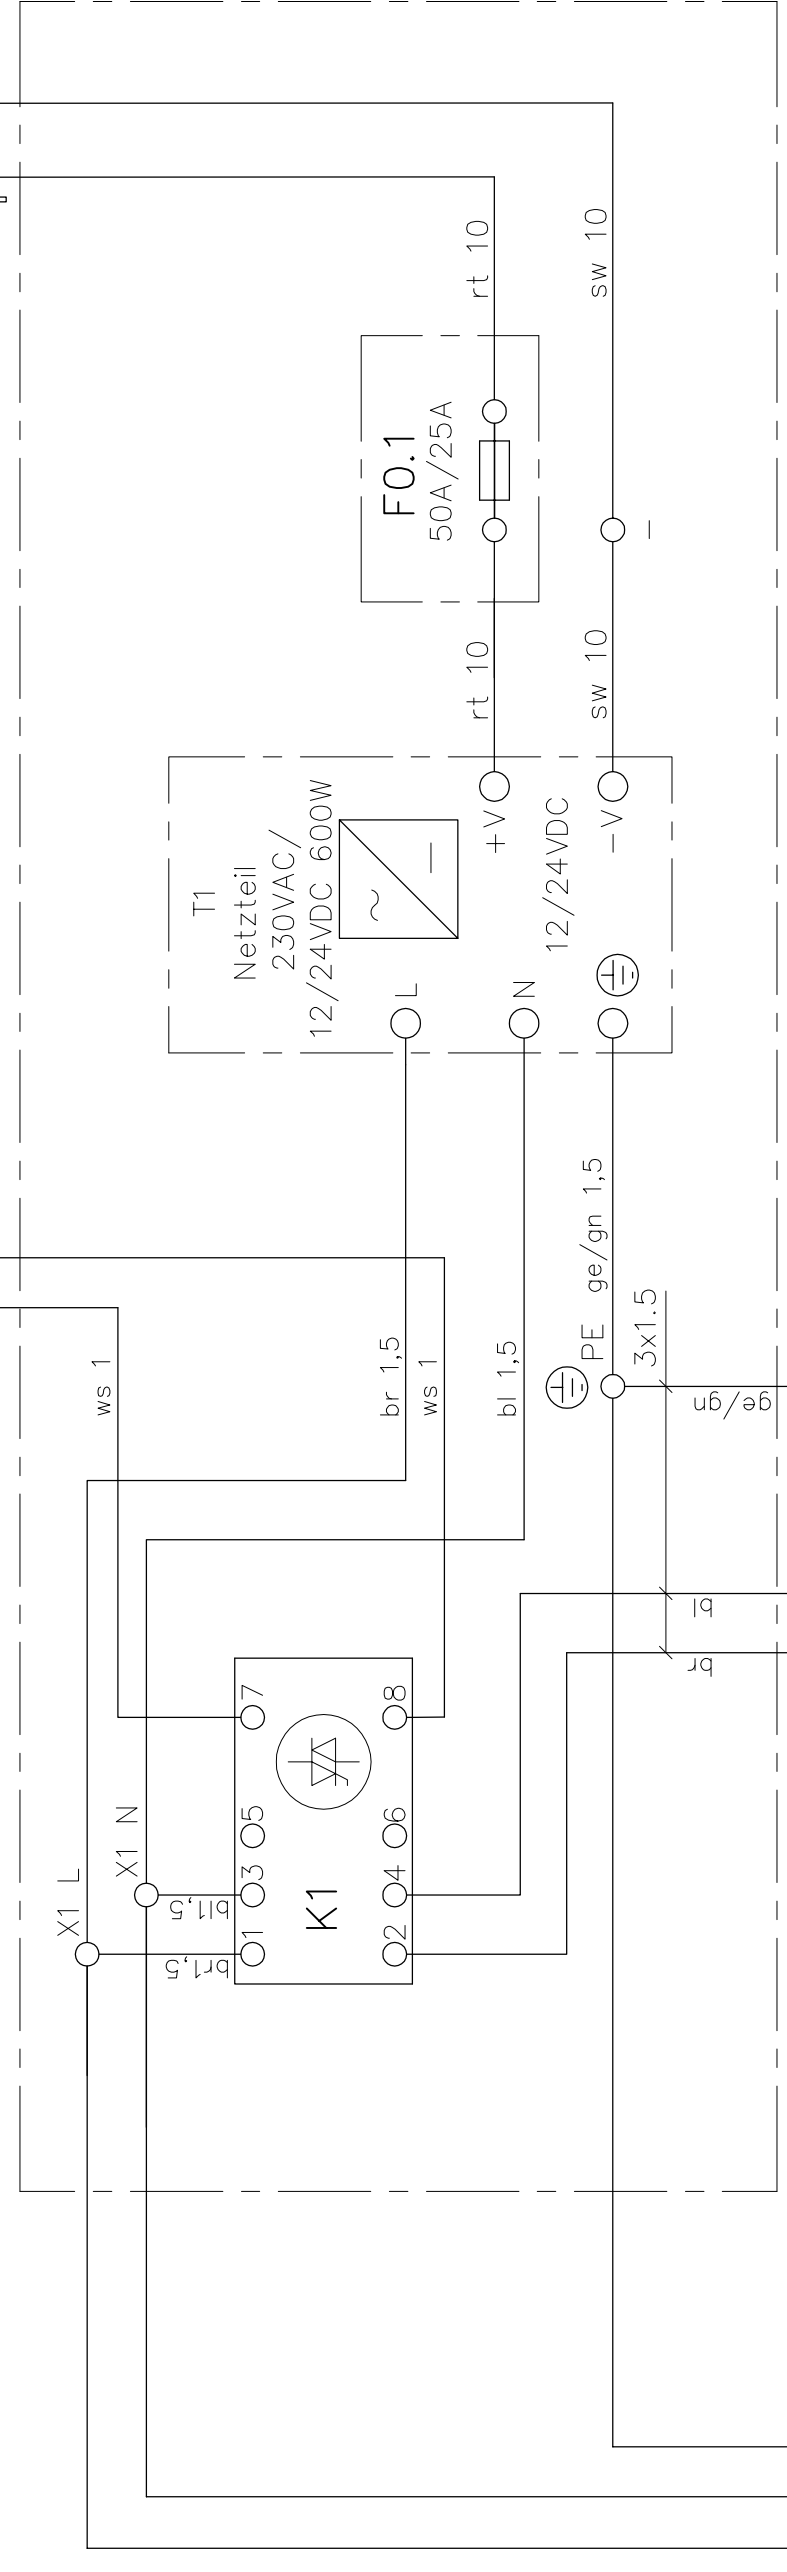 rt 10
sw 10
F0.1
50A/25A
–
rt 10
sw 10
T1
Netzteil
230VAC/
12/24VDC 600W
~
—
+V
12/24VDC
–V
L
N
ge/gn 1,5
PE
3x1.5
ge/gn
ws 1
br 1,5
ws 1
bl 1,5
bl
br
7
8
5
6
3
4
1
2
K1
X1 N
X1 L
bl1,5
br1,5